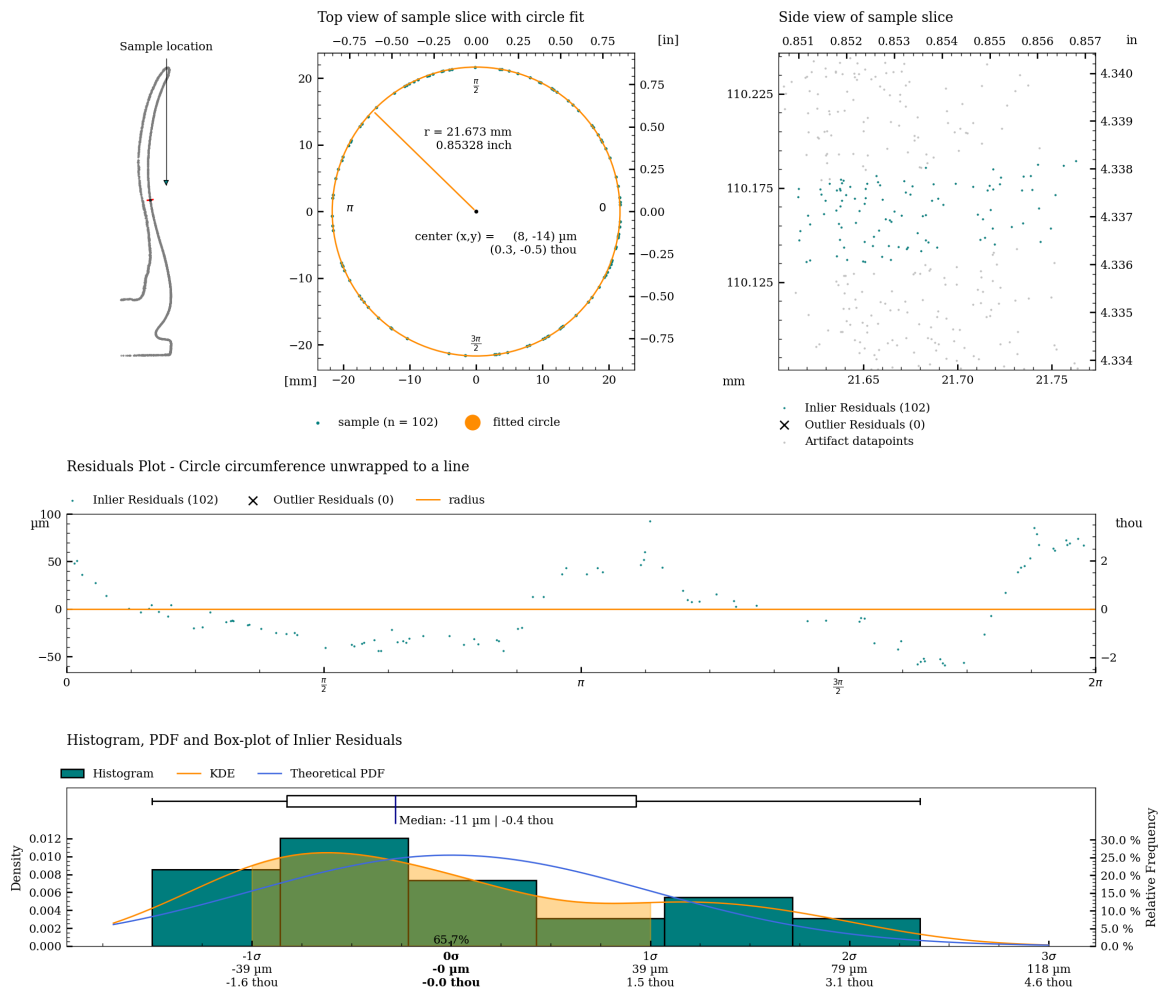 Sample location
Top view of sample slice with circle fit
−0.75 −0.50 −0.25 0.00 0.25 0.50 0.75 [in]
20
10
0
−10
−20
0.75
0.50
0.25
0.00
−0.25
−0.50
−0.75
π/2
r = 21.673 mm
0.85328 inch
π
0
center (x,y) = (8, -14) µm
(0.3, -0.5) thou
3π/2
[mm] −20 −10 0 10 20
sample (n = 102) fitted circle
Side view of sample slice
0.851 0.852 0.853 0.854 0.855 0.856 0.857 in
110.225
110.175
110.125
4.340
4.339
4.338
4.337
4.336
4.335
4.334
mm 21.65 21.70 21.75
Inlier Residuals (102)
Outlier Residuals (0)
Artifact datapoints
Residuals Plot - Circle circumference unwrapped to a line
Inlier Residuals (102) Outlier Residuals (0) radius
µm thou
100
50
0
−50
2
0
−2
0 π/2 π 3π/2 2π
Histogram, PDF and Box-plot of Inlier Residuals
Histogram KDE Theoretical PDF
Median: -11 µm | -0.4 thou
Density
0.012
0.010
0.008
0.006
0.004
0.002
0.000
Relative Frequency
30.0 %
25.0 %
20.0 %
15.0 %
10.0 %
5.0 %
0.0 %
65.7%
-1σ 0σ 1σ 2σ 3σ
-39 µm -0 µm 39 µm 79 µm 118 µm
-1.6 thou -0.0 thou 1.5 thou 3.1 thou 4.6 thou